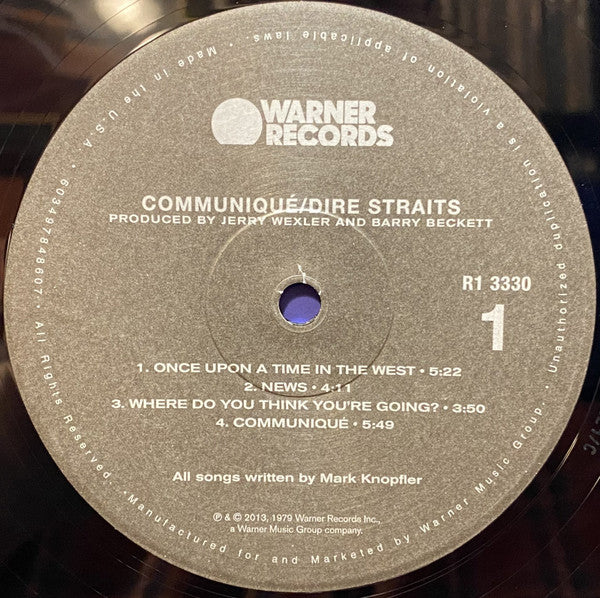 WARNER
RECORDS
COMMUNIQUÉ/DIRE STRAITS
PRODUCED BY JERRY WEXLER AND BARRY BECKETT
R1 3330
1
1. ONCE UPON A TIME IN THE WEST • 5:22
2. NEWS • 4:11
3. WHERE DO YOU THINK YOU'RE GOING? • 3:50
4. COMMUNIQUÉ • 5:49
All songs written by Mark Knopfler
℗ & © 2013, 1979 Warner Records Inc.,
a Warner Music Group company.
•Manufactured for and Marketed by Warner Music Group. • Unauthorized duplication is a violation of applicable laws. • Made in the U.S.A. • 603497848607 • All Rights Reserved.